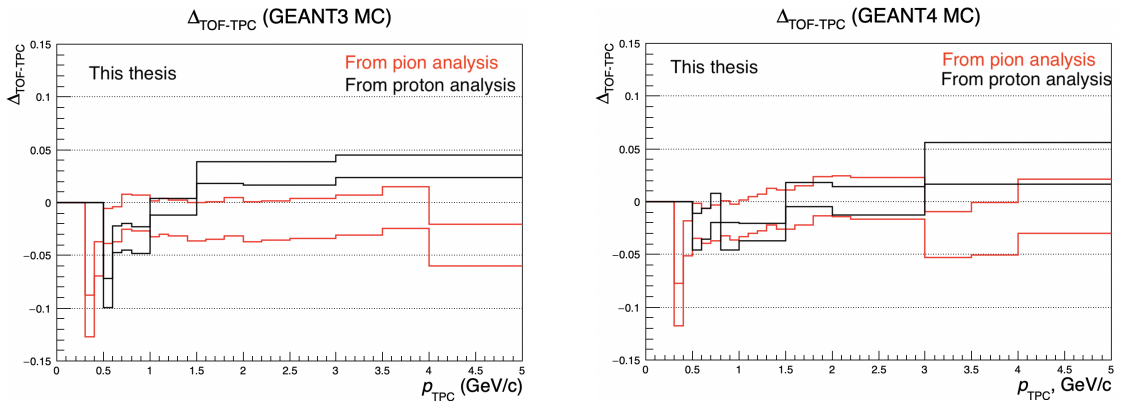 Δ_TOF-TPC (GEANT3 MC)
Δ_TOF-TPC
0.15
0.1
0.05
0
−0.05
−0.1
−0.15
This thesis
From pion analysis
From proton analysis
0 0.5 1 1.5 2 2.5 3 3.5 4 4.5 5
p_TPC (GeV/c)
Δ_TOF-TPC (GEANT4 MC)
Δ_TOF-TPC
0.15
0.1
0.05
0
−0.05
−0.1
−0.15
This thesis
From pion analysis
From proton analysis
0 0.5 1 1.5 2 2.5 3 3.5 4 4.5 5
p_TPC, GeV/c